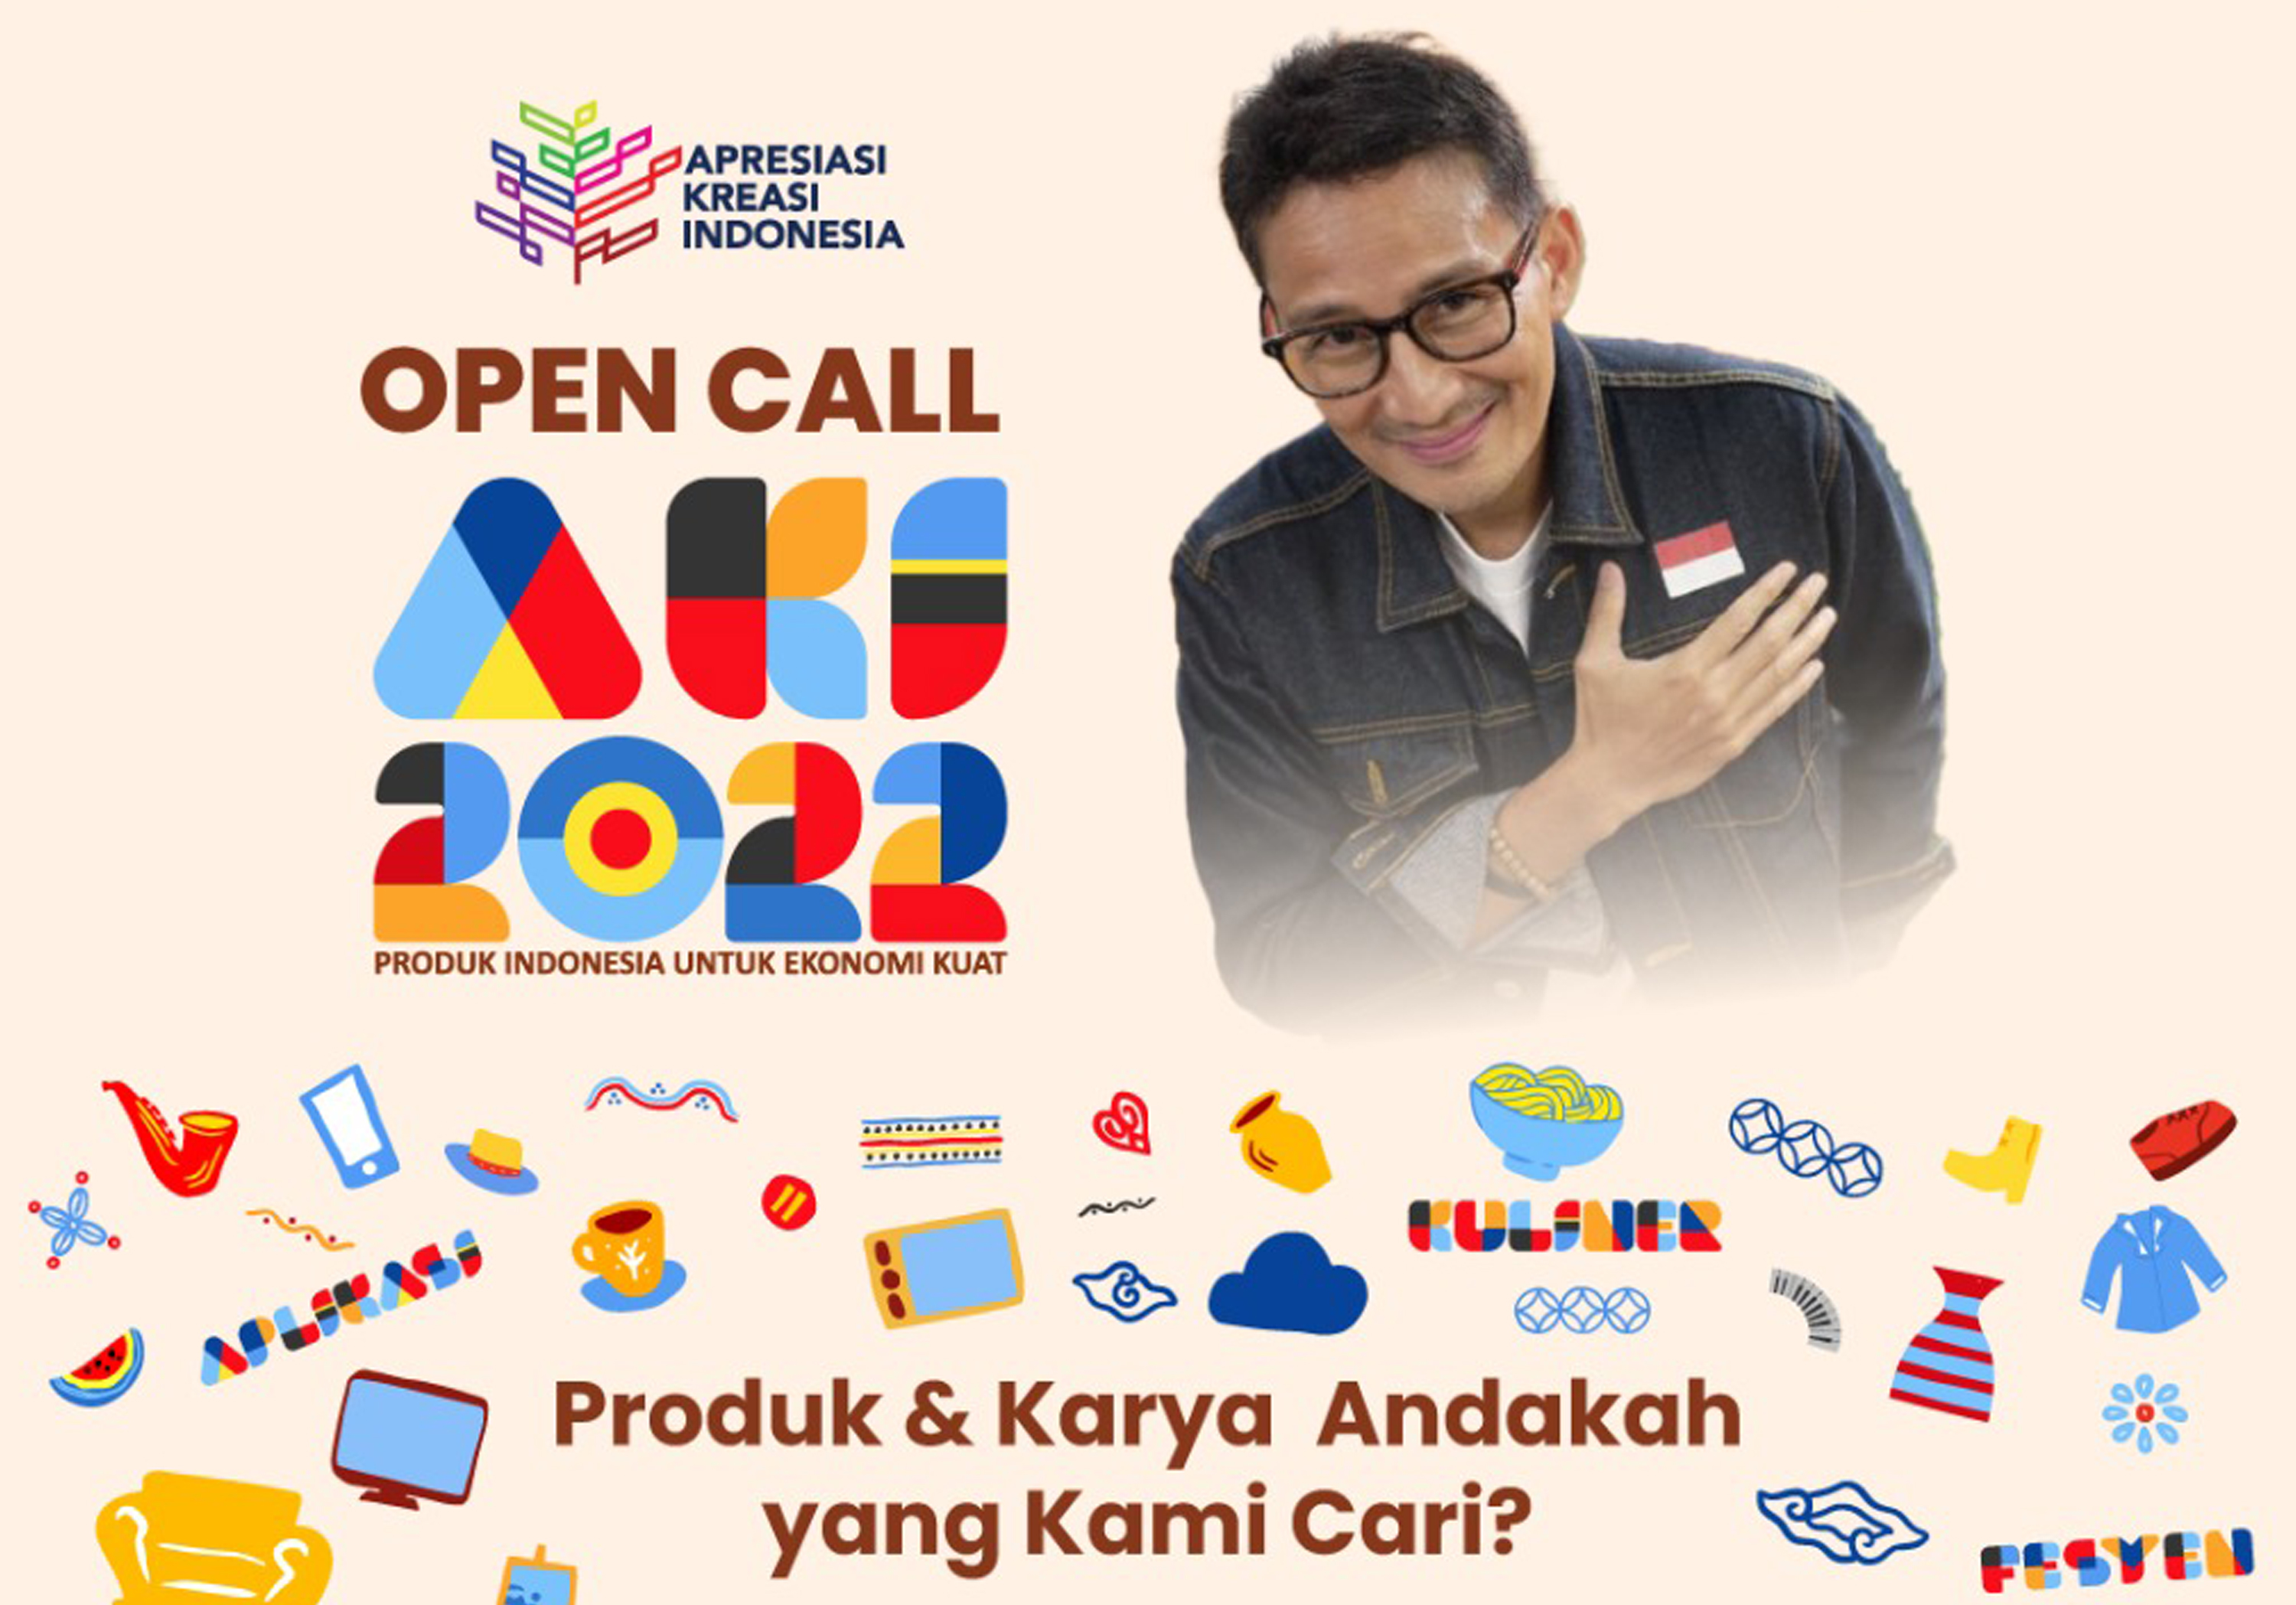 APRESIASI
KREASI
INDONESIA
OPEN CALL
AKI
2022
PRODUK INDONESIA UNTUK EKONOMI KUAT
KULINER
APLIKASI
Produk & Karya Andakah
yang Kami Cari?
FESYEN